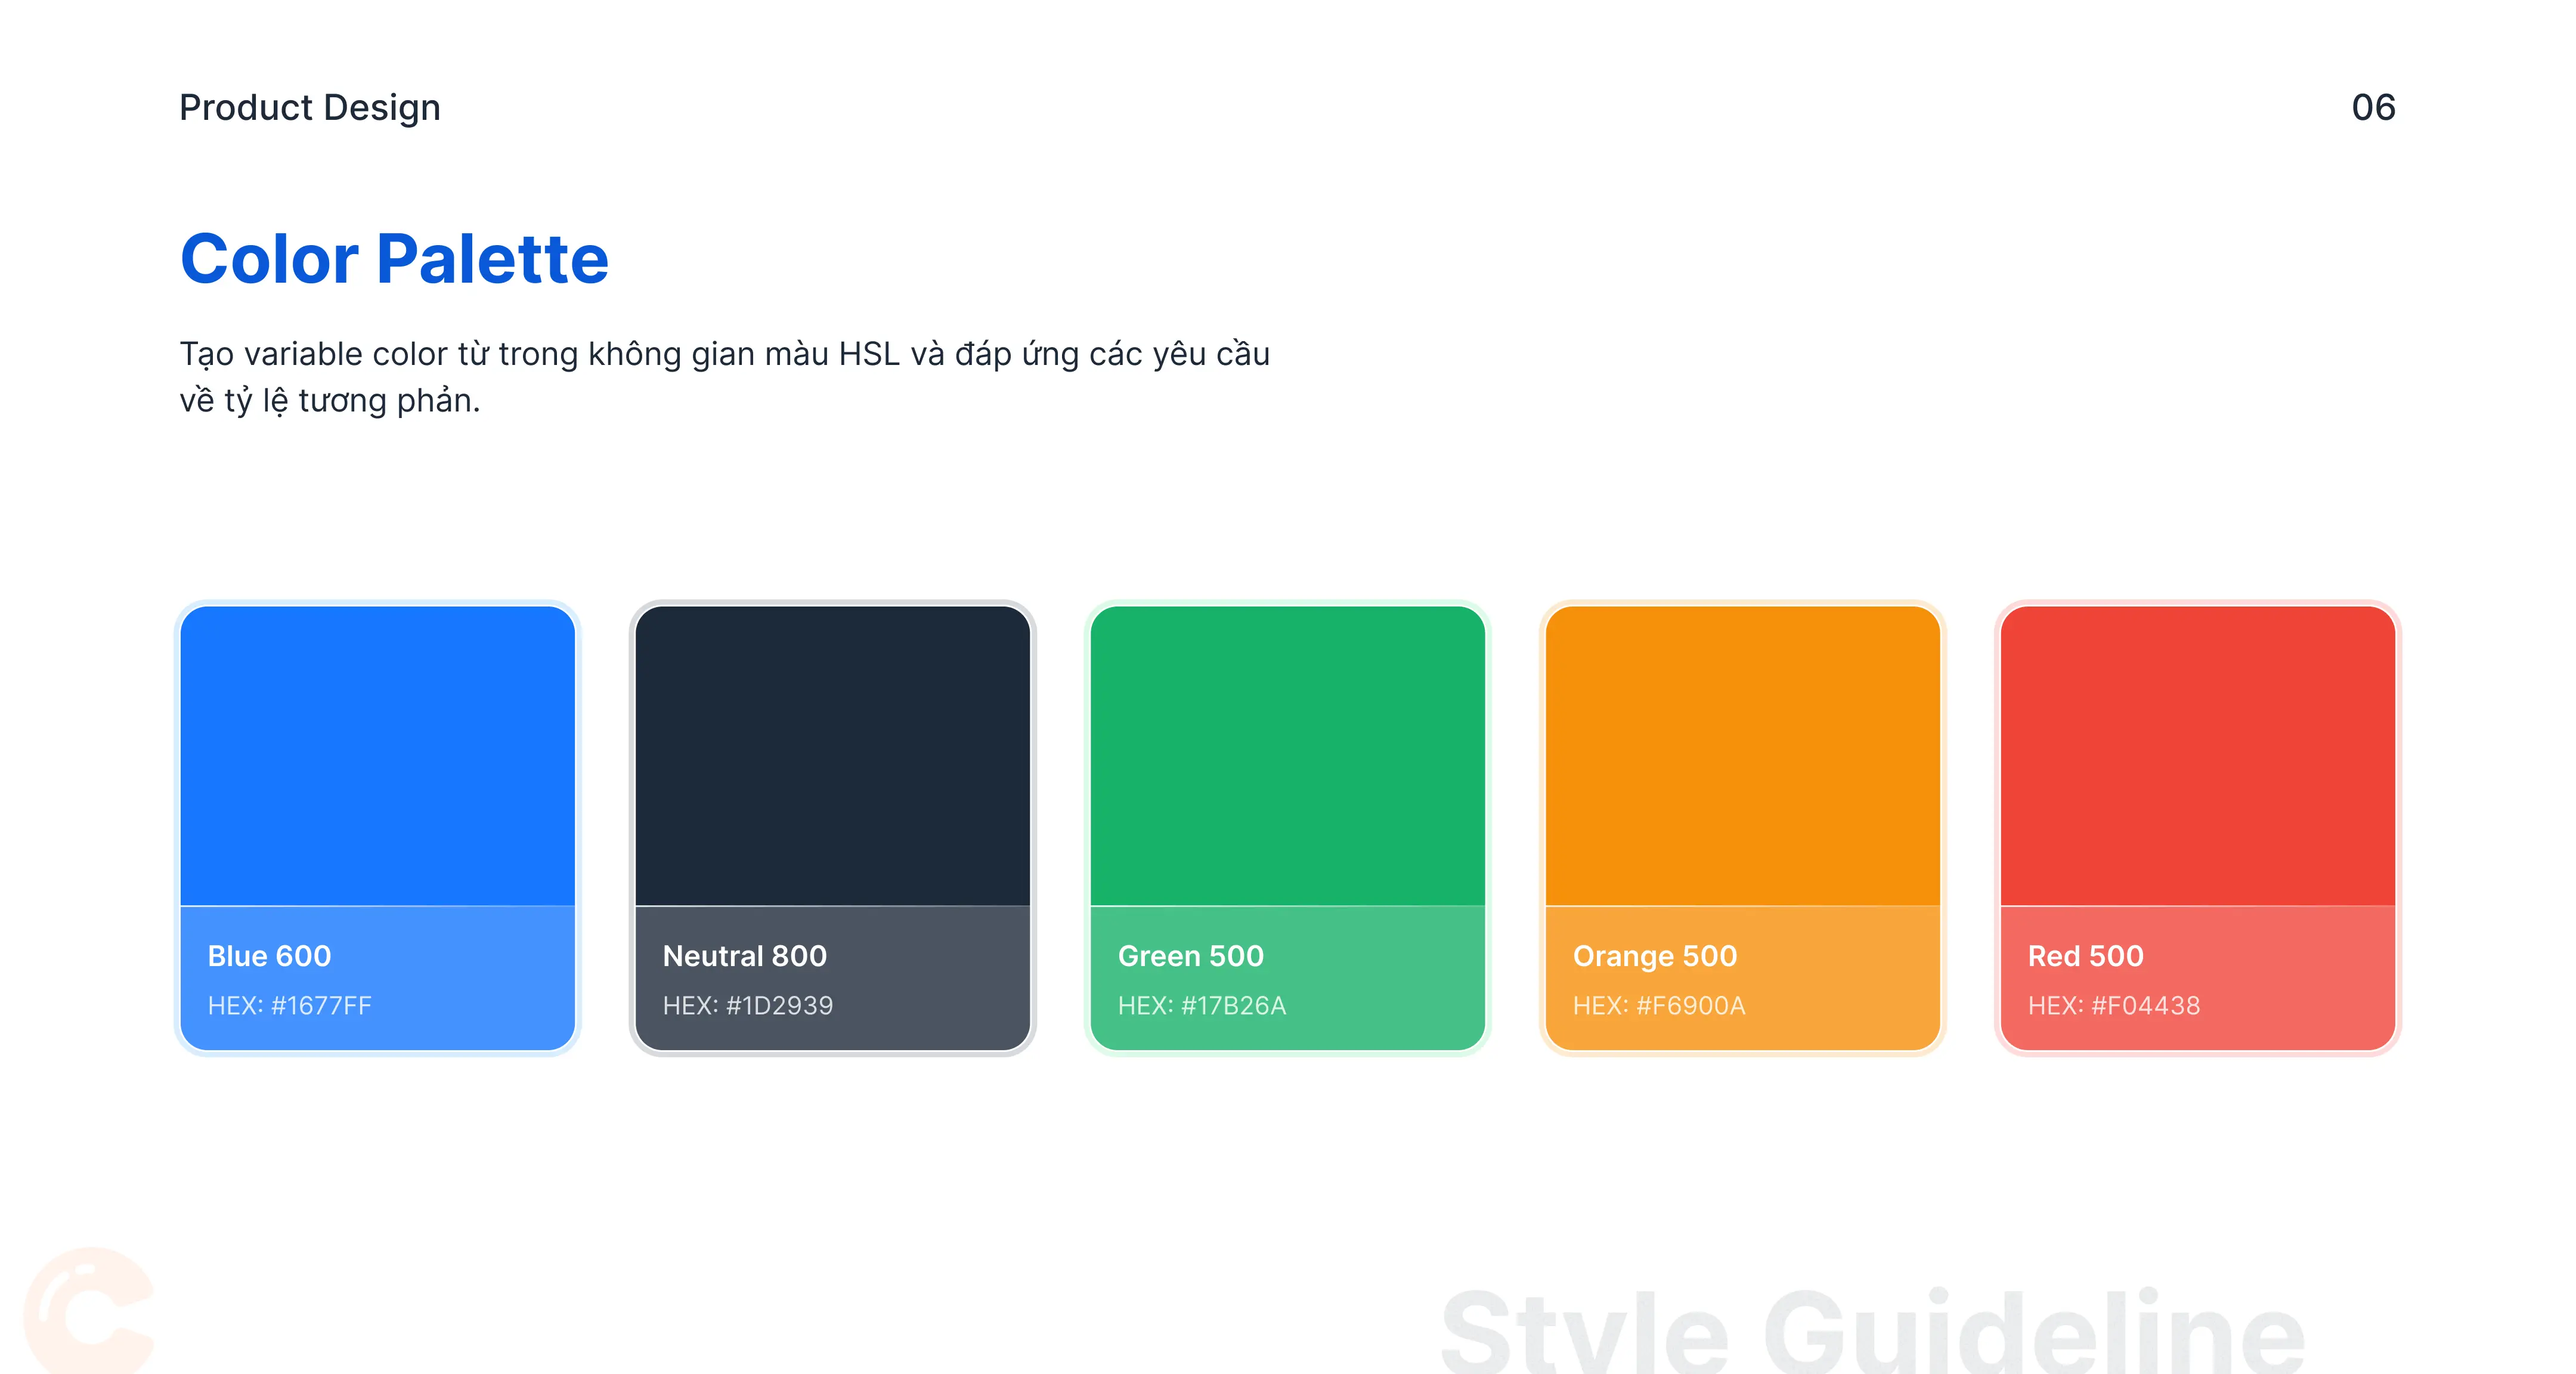 Product Design
06
Color Palette
Tạo variable color từ trong không gian màu HSL và đáp ứng các yêu cầu
về tỷ lệ tương phản.
Blue 600
HEX: #1677FF
Neutral 800
HEX: #1D2939
Green 500
HEX: #17B26A
Orange 500
HEX: #F6900A
Red 500
HEX: #F04438
Style Guideline